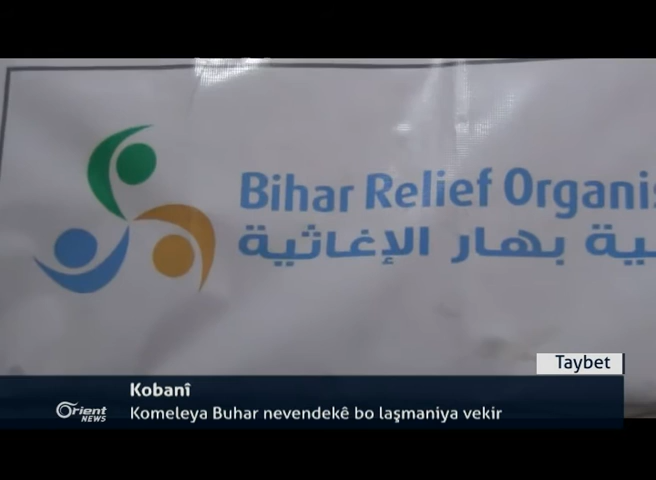 Bihar Relief Organis
ية بهار الإغاثية
Taybet
Kobanî
Komeleya Buhar nevendekê bo laşmaniya vekir
Orient
NEWS